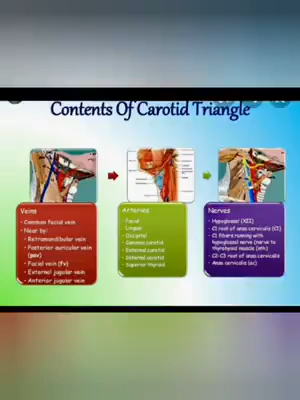 Contents Of Carotid Triangle
Veins
• Common facial vein
• Near by:
• Retromandibular vein
• Posterior auricular vein
(pav)
• Facial vein (fv)
• External jugular vein
• Anterior jugular vein
Arteries
• Facial
• Lingual
• Occipital
• Common carotid
• External carotid
• Internal carotid
• Superior thyroid
Nerves
• Hypoglossal (XII)
• C1 root of ansa cervicalis (C1)
• C1 fibers running with
hypoglossal nerve (nerve to
thyrohyoid muscle (nth)
• C2-C3 root of ansa cervicalis
• Ansa cervicalis (ac)